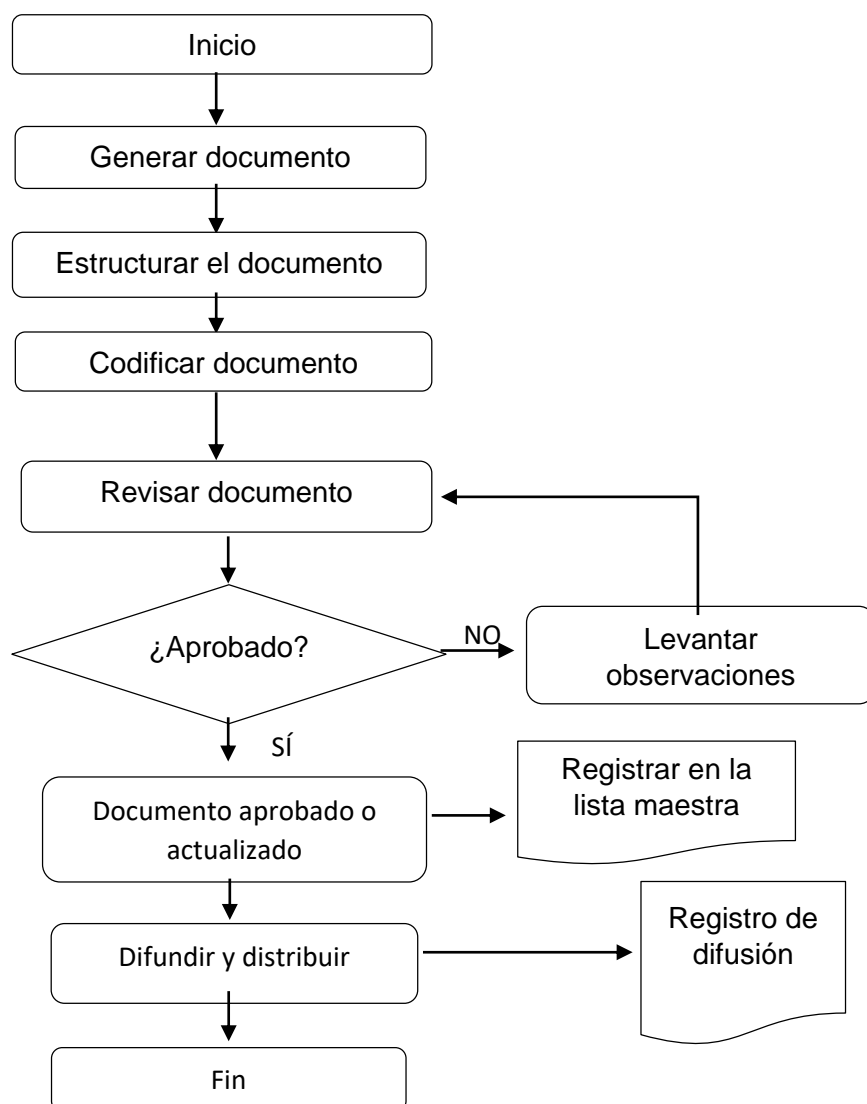 Inicio
Generar documento
Estructurar el documento
Codificar documento
Revisar documento
¿Aprobado?
NO
Levantar
observaciones
SÍ
Documento aprobado o
actualizado
Registrar en la
lista maestra
Difundir y distribuir
Registro de
difusión
Fin